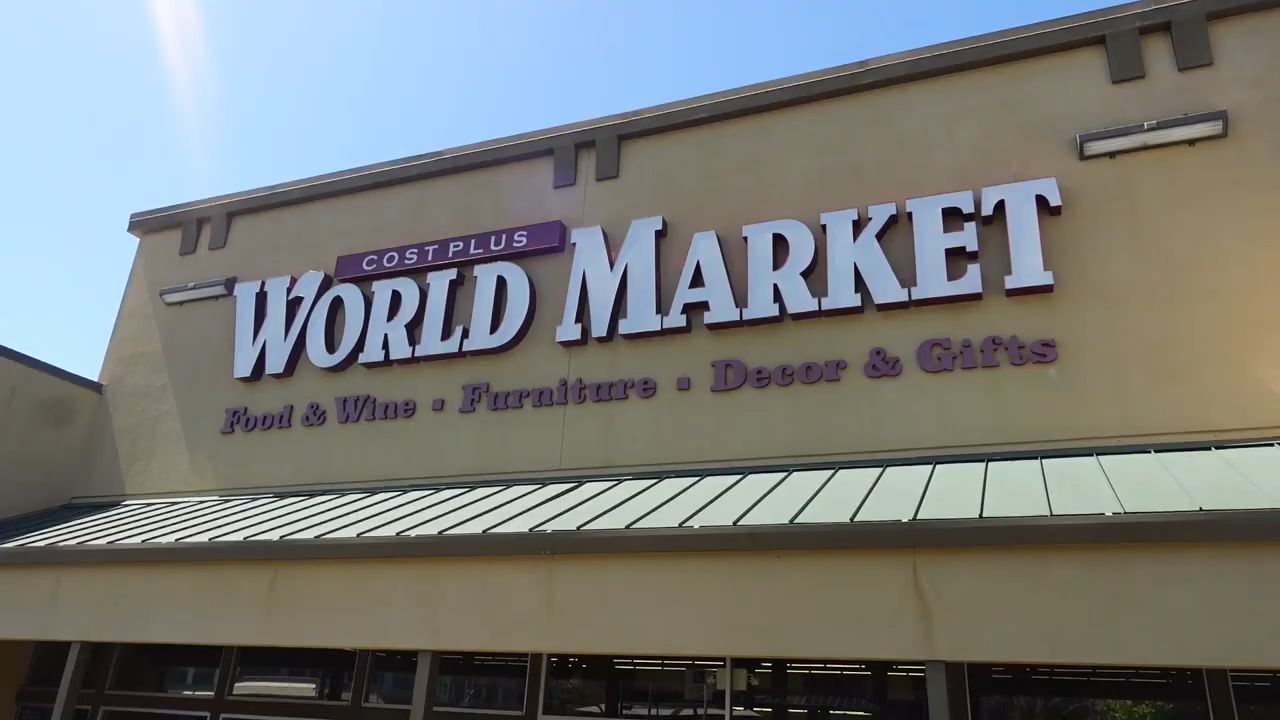 COST PLUS
WORLD MARKET
Food & Wine ▪ Furniture ▪ Decor & Gifts